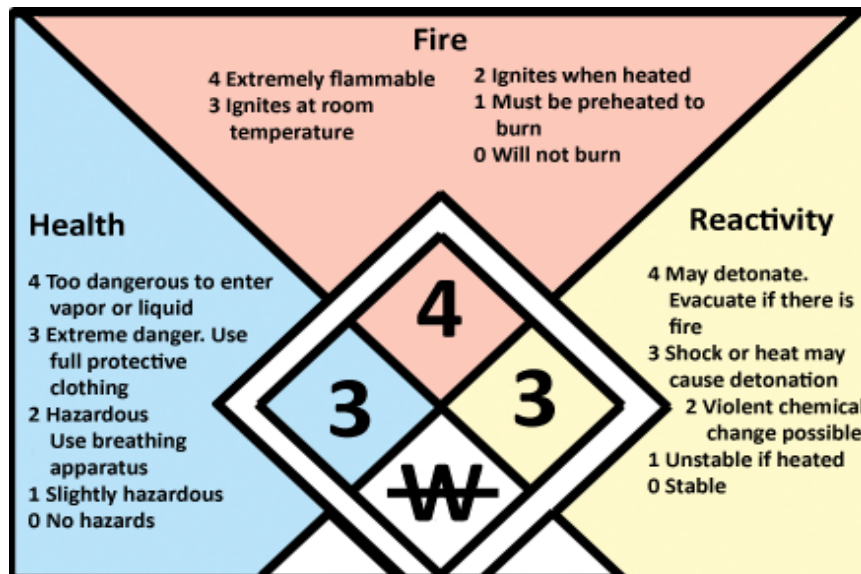 Fire
4 Extremely flammable
3 Ignites at room
temperature
2 Ignites when heated
1 Must be preheated to
burn
0 Will not burn
Health
4 Too dangerous to enter
vapor or liquid
3 Extreme danger. Use
full protective
clothing
2 Hazardous
Use breathing
apparatus
1 Slightly hazardous
0 No hazards
Reactivity
4 May detonate.
Evacuate if there is
fire
3 Shock or heat may
cause detonation
2 Violent chemical
change possible
1 Unstable if heated
0 Stable
4
3
3
W